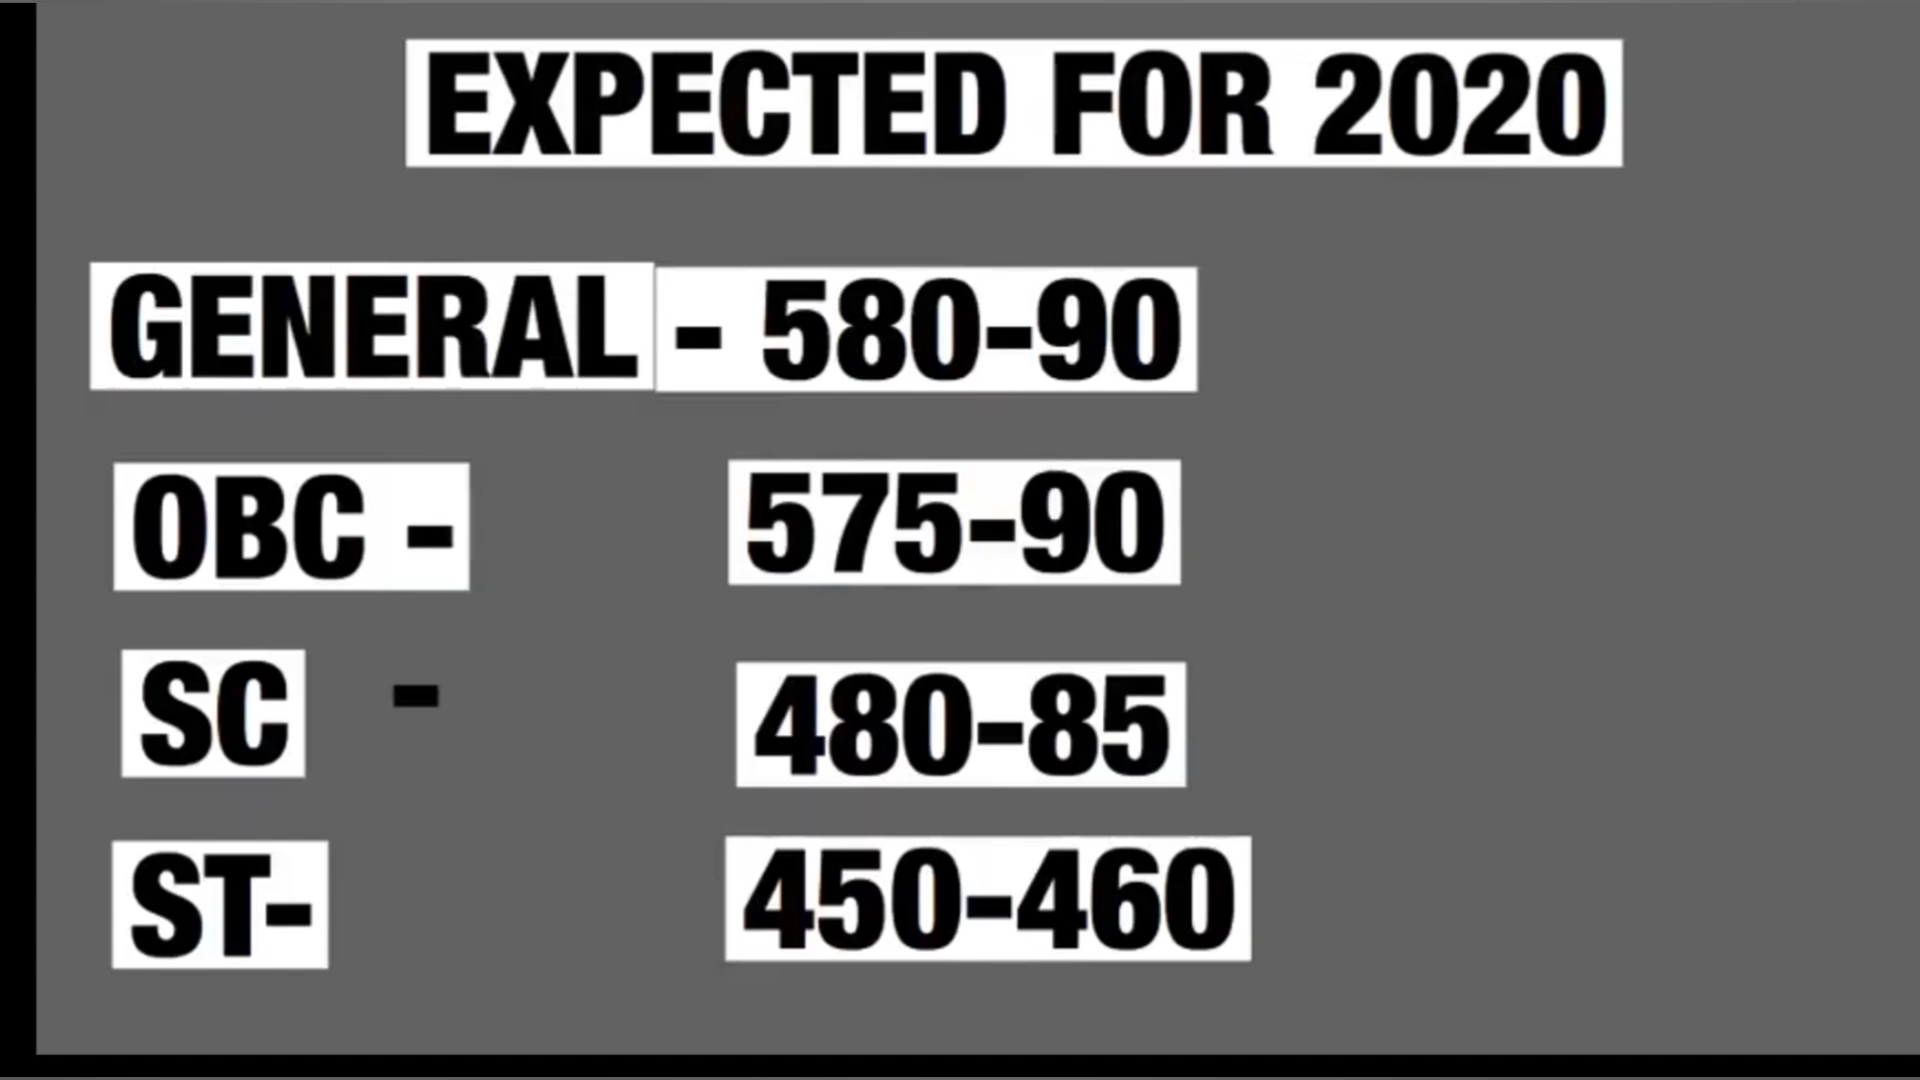 EXPECTED FOR 2020
GENERAL - 580-90
OBC - 575-90
SC - 480-85
ST- 450-460